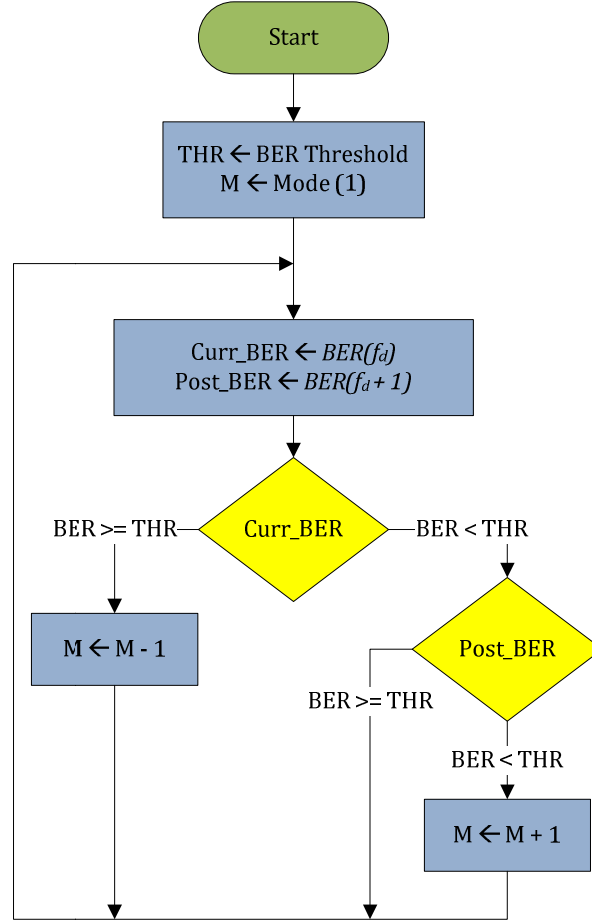 Start
THR ← BER Threshold
M ← Mode (1)
Curr_BER ← BER(fd)
Post_BER ← BER(fd + 1)
BER >= THR
Curr_BER
BER < THR
M ← M - 1
Post_BER
BER >= THR
BER < THR
M ← M + 1